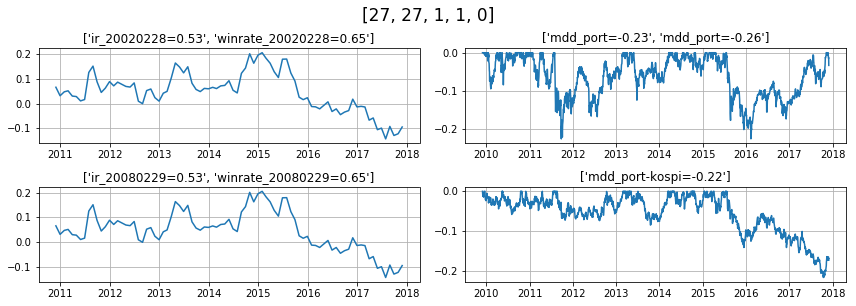 [27, 27, 1, 1, 0]
['ir_20020228=0.53', 'winrate_20020228=0.65']
0.2
0.1
0.0
−0.1
2011 2012 2013 2014 2015 2016 2017 2018
['mdd_port=-0.23', 'mdd_port=-0.26']
0.0
−0.1
−0.2
2010 2011 2012 2013 2014 2015 2016 2017 2018
['ir_20080229=0.53', 'winrate_20080229=0.65']
0.2
0.1
0.0
−0.1
2011 2012 2013 2014 2015 2016 2017 2018
['mdd_port-kospi=-0.22']
0.0
−0.1
−0.2
2010 2011 2012 2013 2014 2015 2016 2017 2018